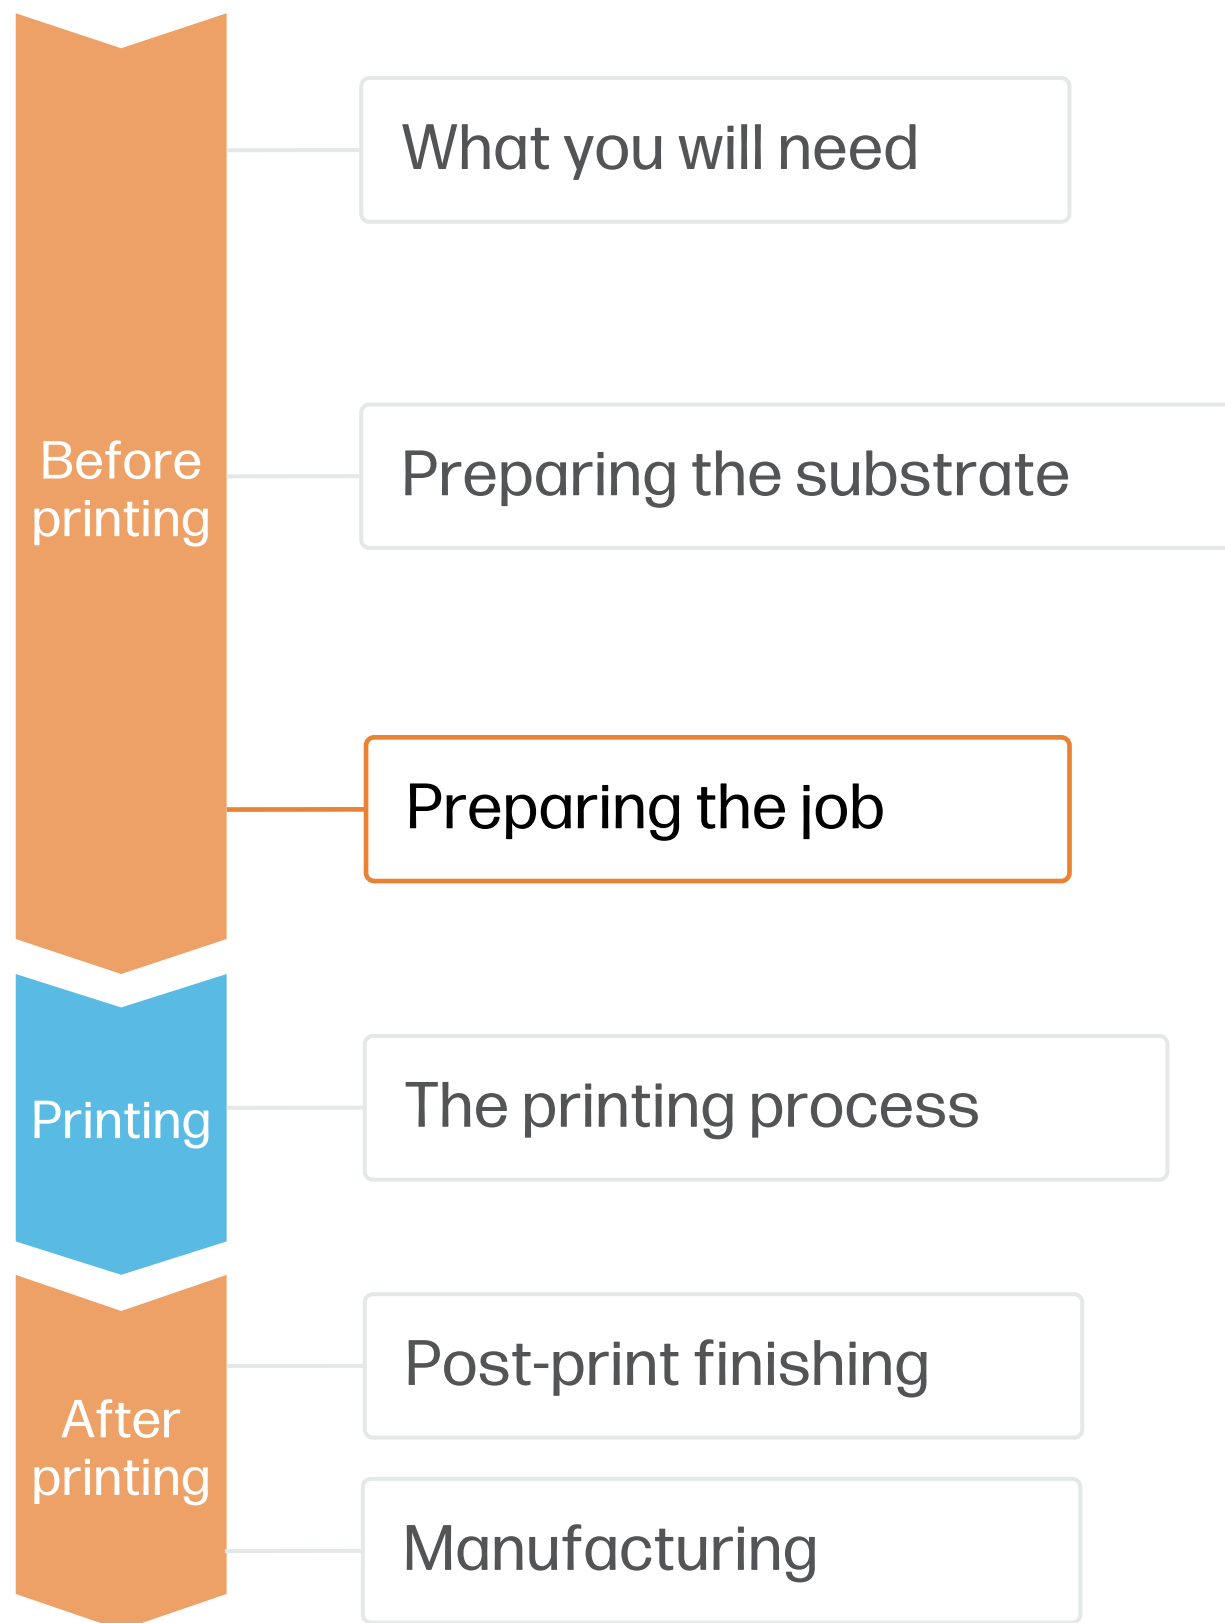 What you will need
Before
printing
Preparing the substrate
Preparing the job
Printing
The printing process
After
printing
Post-print finishing
Manufacturing